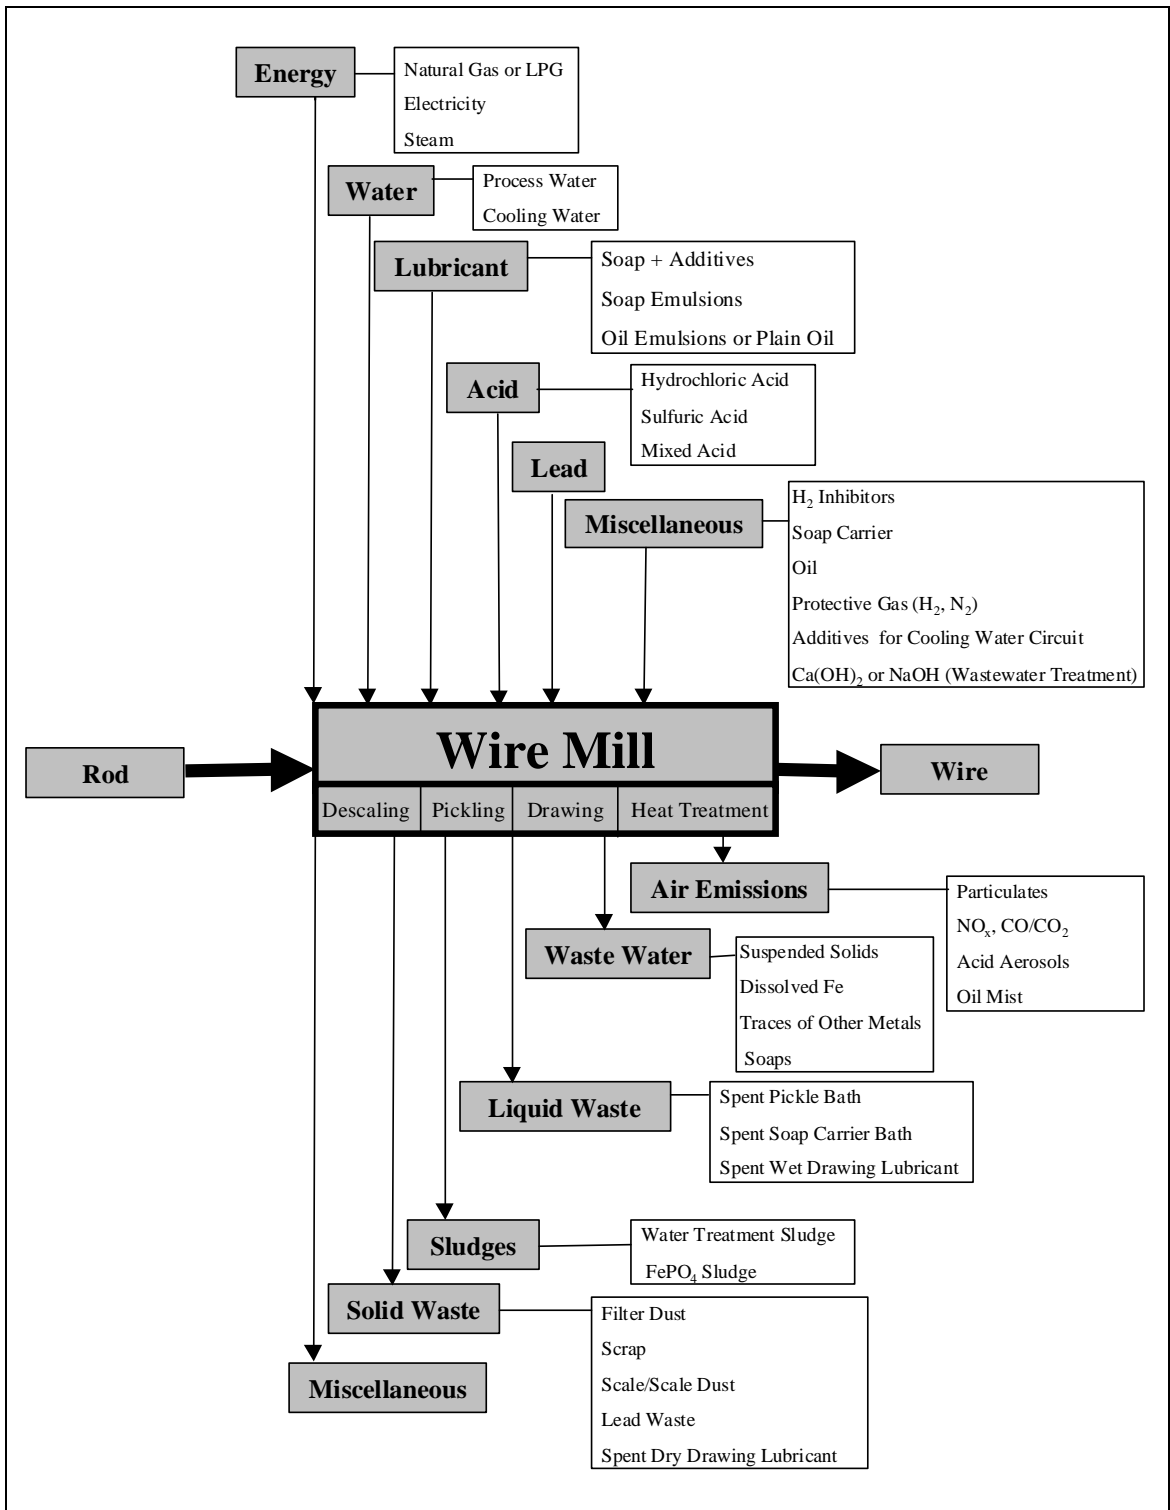 Energy
Natural Gas or LPG
Electricity
Steam
Water
Process Water
Cooling Water
Lubricant
Soap + Additives
Soap Emulsions
Oil Emulsions or Plain Oil
Acid
Hydrochloric Acid
Sulfuric Acid
Mixed Acid
Lead
Miscellaneous
H₂ Inhibitors
Soap Carrier
Oil
Protective Gas (H₂, N₂)
Additives for Cooling Water Circuit
Ca(OH)₂ or NaOH (Wastewater Treatment)
Rod
Wire Mill
Wire
Descaling
Pickling
Drawing
Heat Treatment
Air Emissions
Particulates
NOₓ, CO/CO₂
Acid Aerosols
Oil Mist
Waste Water
Suspended Solids
Dissolved Fe
Traces of Other Metals
Soaps
Liquid Waste
Spent Pickle Bath
Spent Soap Carrier Bath
Spent Wet Drawing Lubricant
Sludges
Water Treatment Sludge
FePO₄ Sludge
Solid Waste
Filter Dust
Scrap
Scale/Scale Dust
Lead Waste
Spent Dry Drawing Lubricant
Miscellaneous